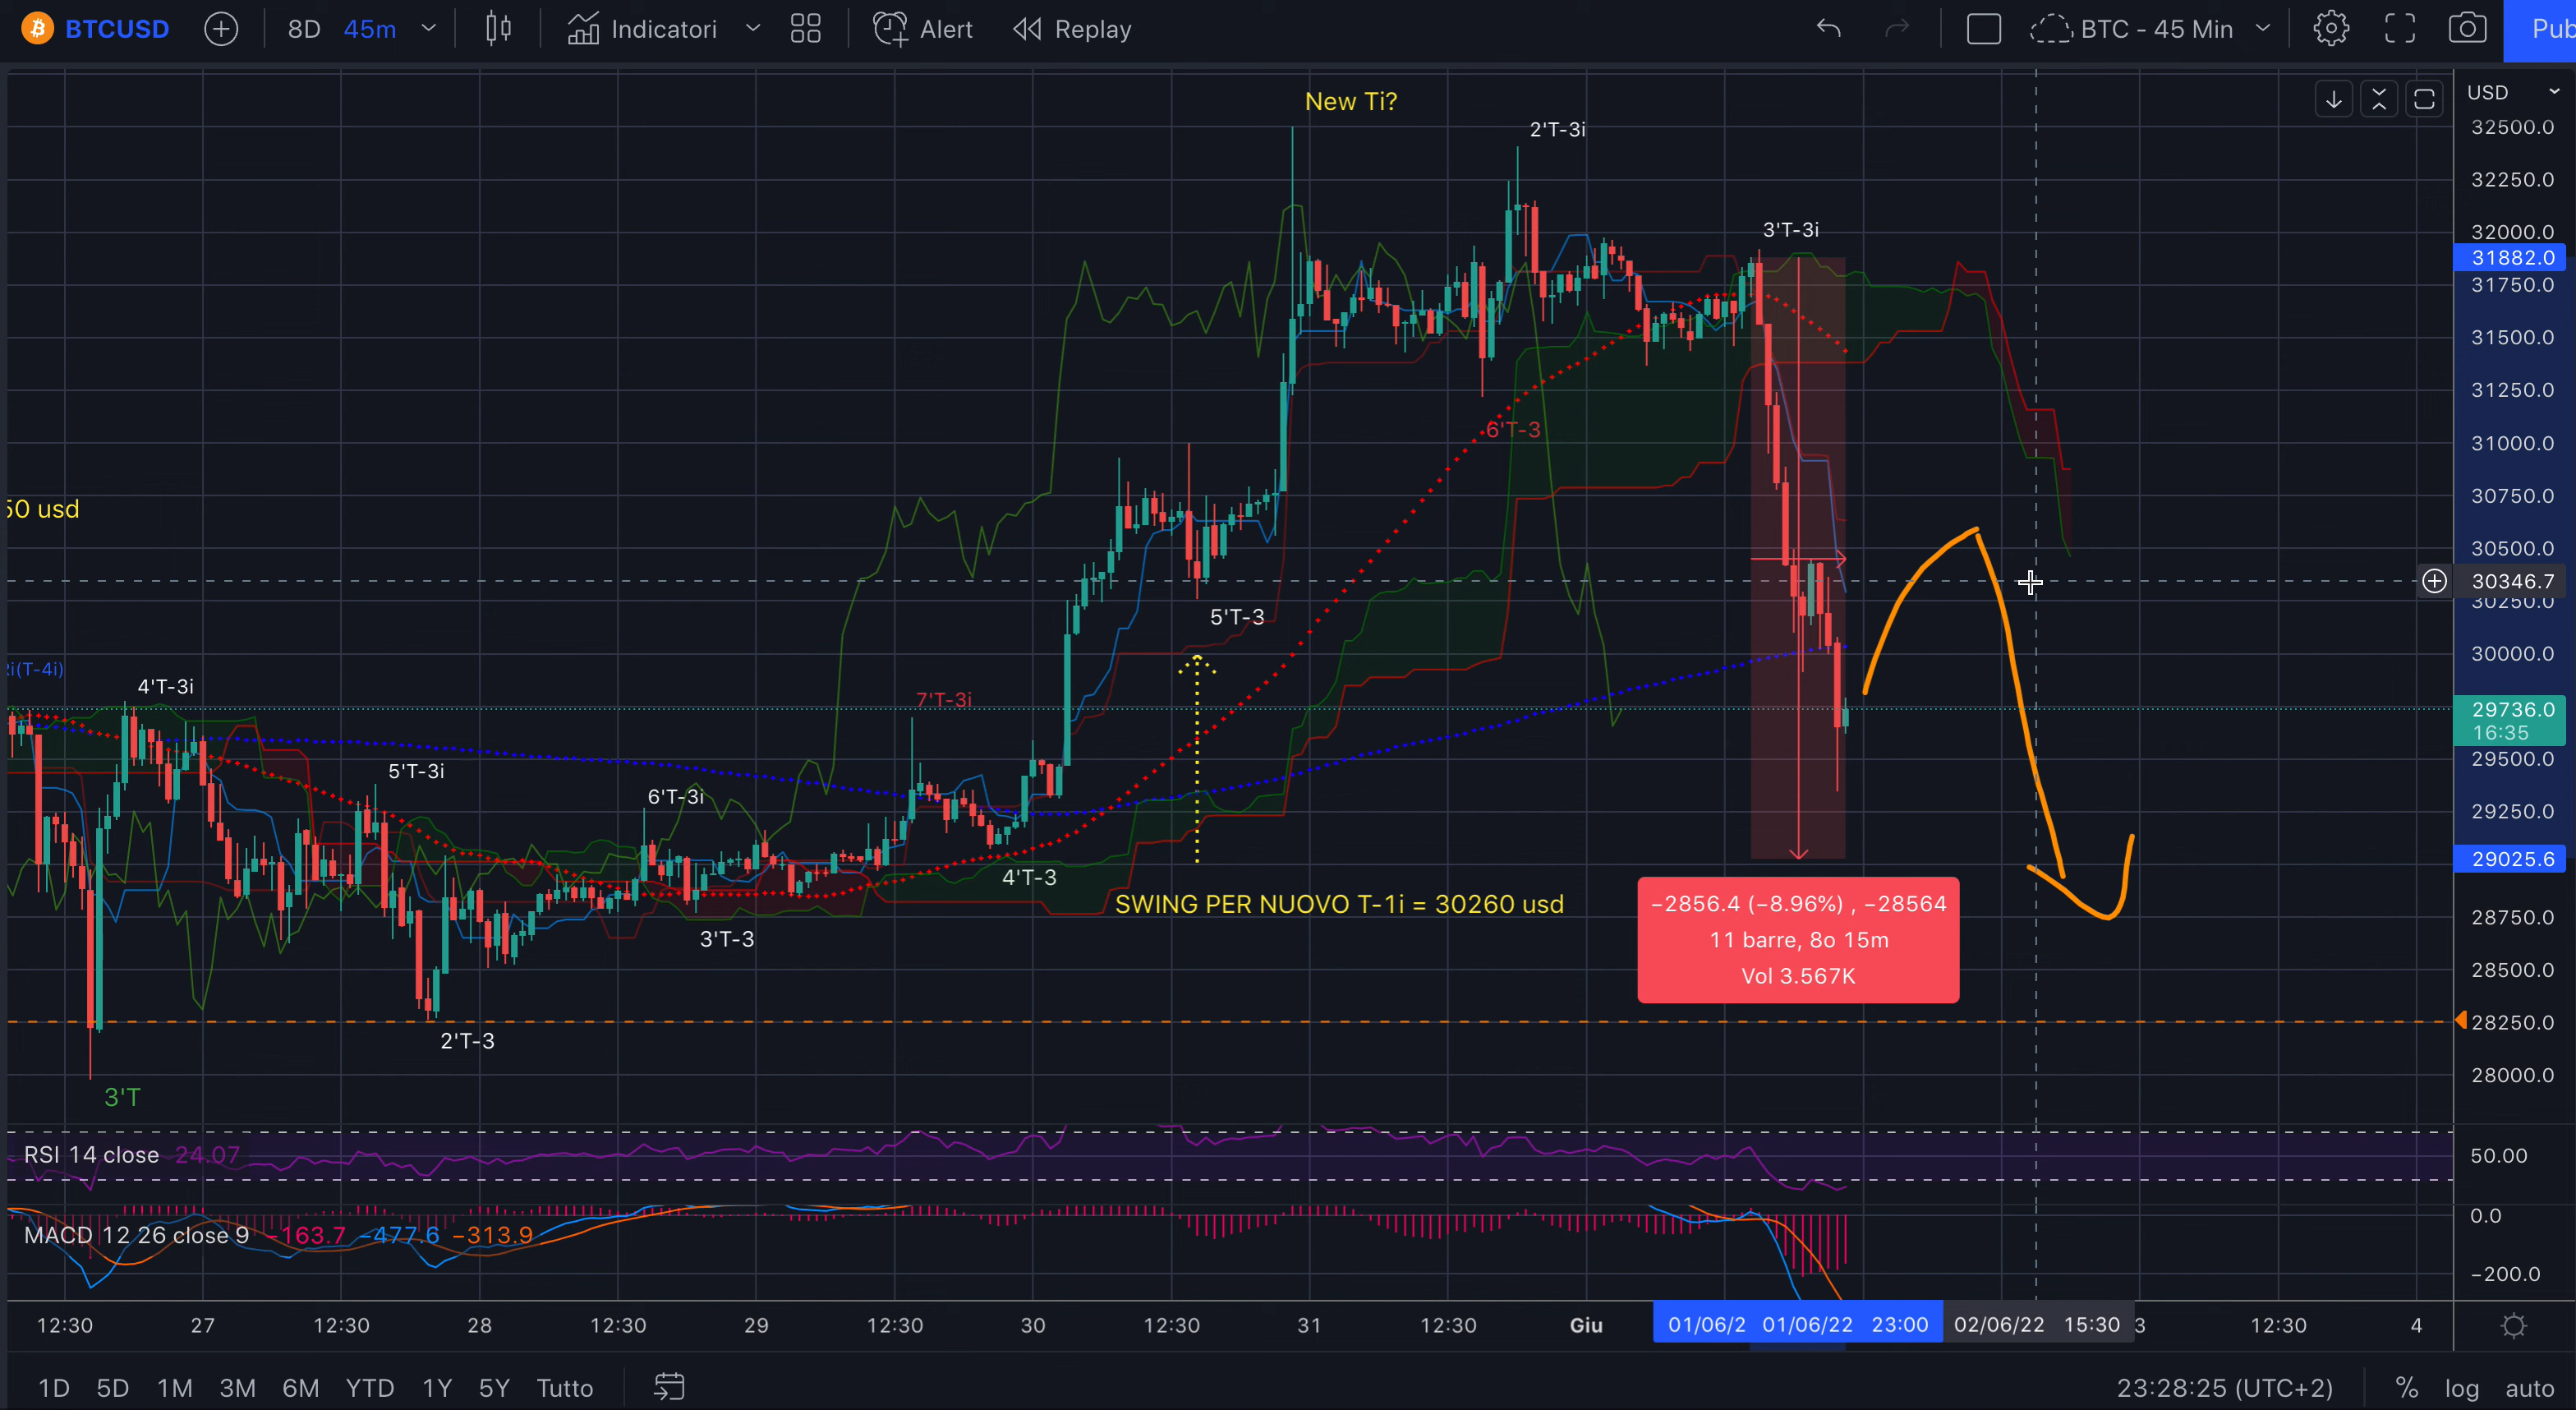 BTCUSD 8D 45m Indicatori Alert Replay BTC - 45 Min Pub
USD
New Ti?
2'T-3i
3'T-3i
6'T-3
50 usd
5'T-3
i(T-4i)
4'T-3i
7'T-3i
5'T-3i
6'T-3i
4'T-3
SWING PER NUOVO T-1i = 30260 usd
3'T-3
2'T-3
3'T
−2856.4 (−8.96%) , −28564
11 barre, 8o 15m
Vol 3.567K
32500.0
32250.0
32000.0
31882.0
31750.0
31500.0
31250.0
31000.0
30750.0
30500.0
30346.7
30250.0
30000.0
29736.0
16:35
29500.0
29250.0
29025.6
28750.0
28500.0
28250.0
28000.0
RSI 14 close 24.07
50.00
MACD 12 26 close 9 −163.7 −477.6 −313.9
0.0
−200.0
12:30 27 12:30 28 12:30 29 12:30 30 12:30 31 12:30 Giu 01/06/2 01/06/22 23:00 02/06/22 15:30 3 12:30 4
1D 5D 1M 3M 6M YTD 1Y 5Y Tutto 23:28:25 (UTC+2) % log auto